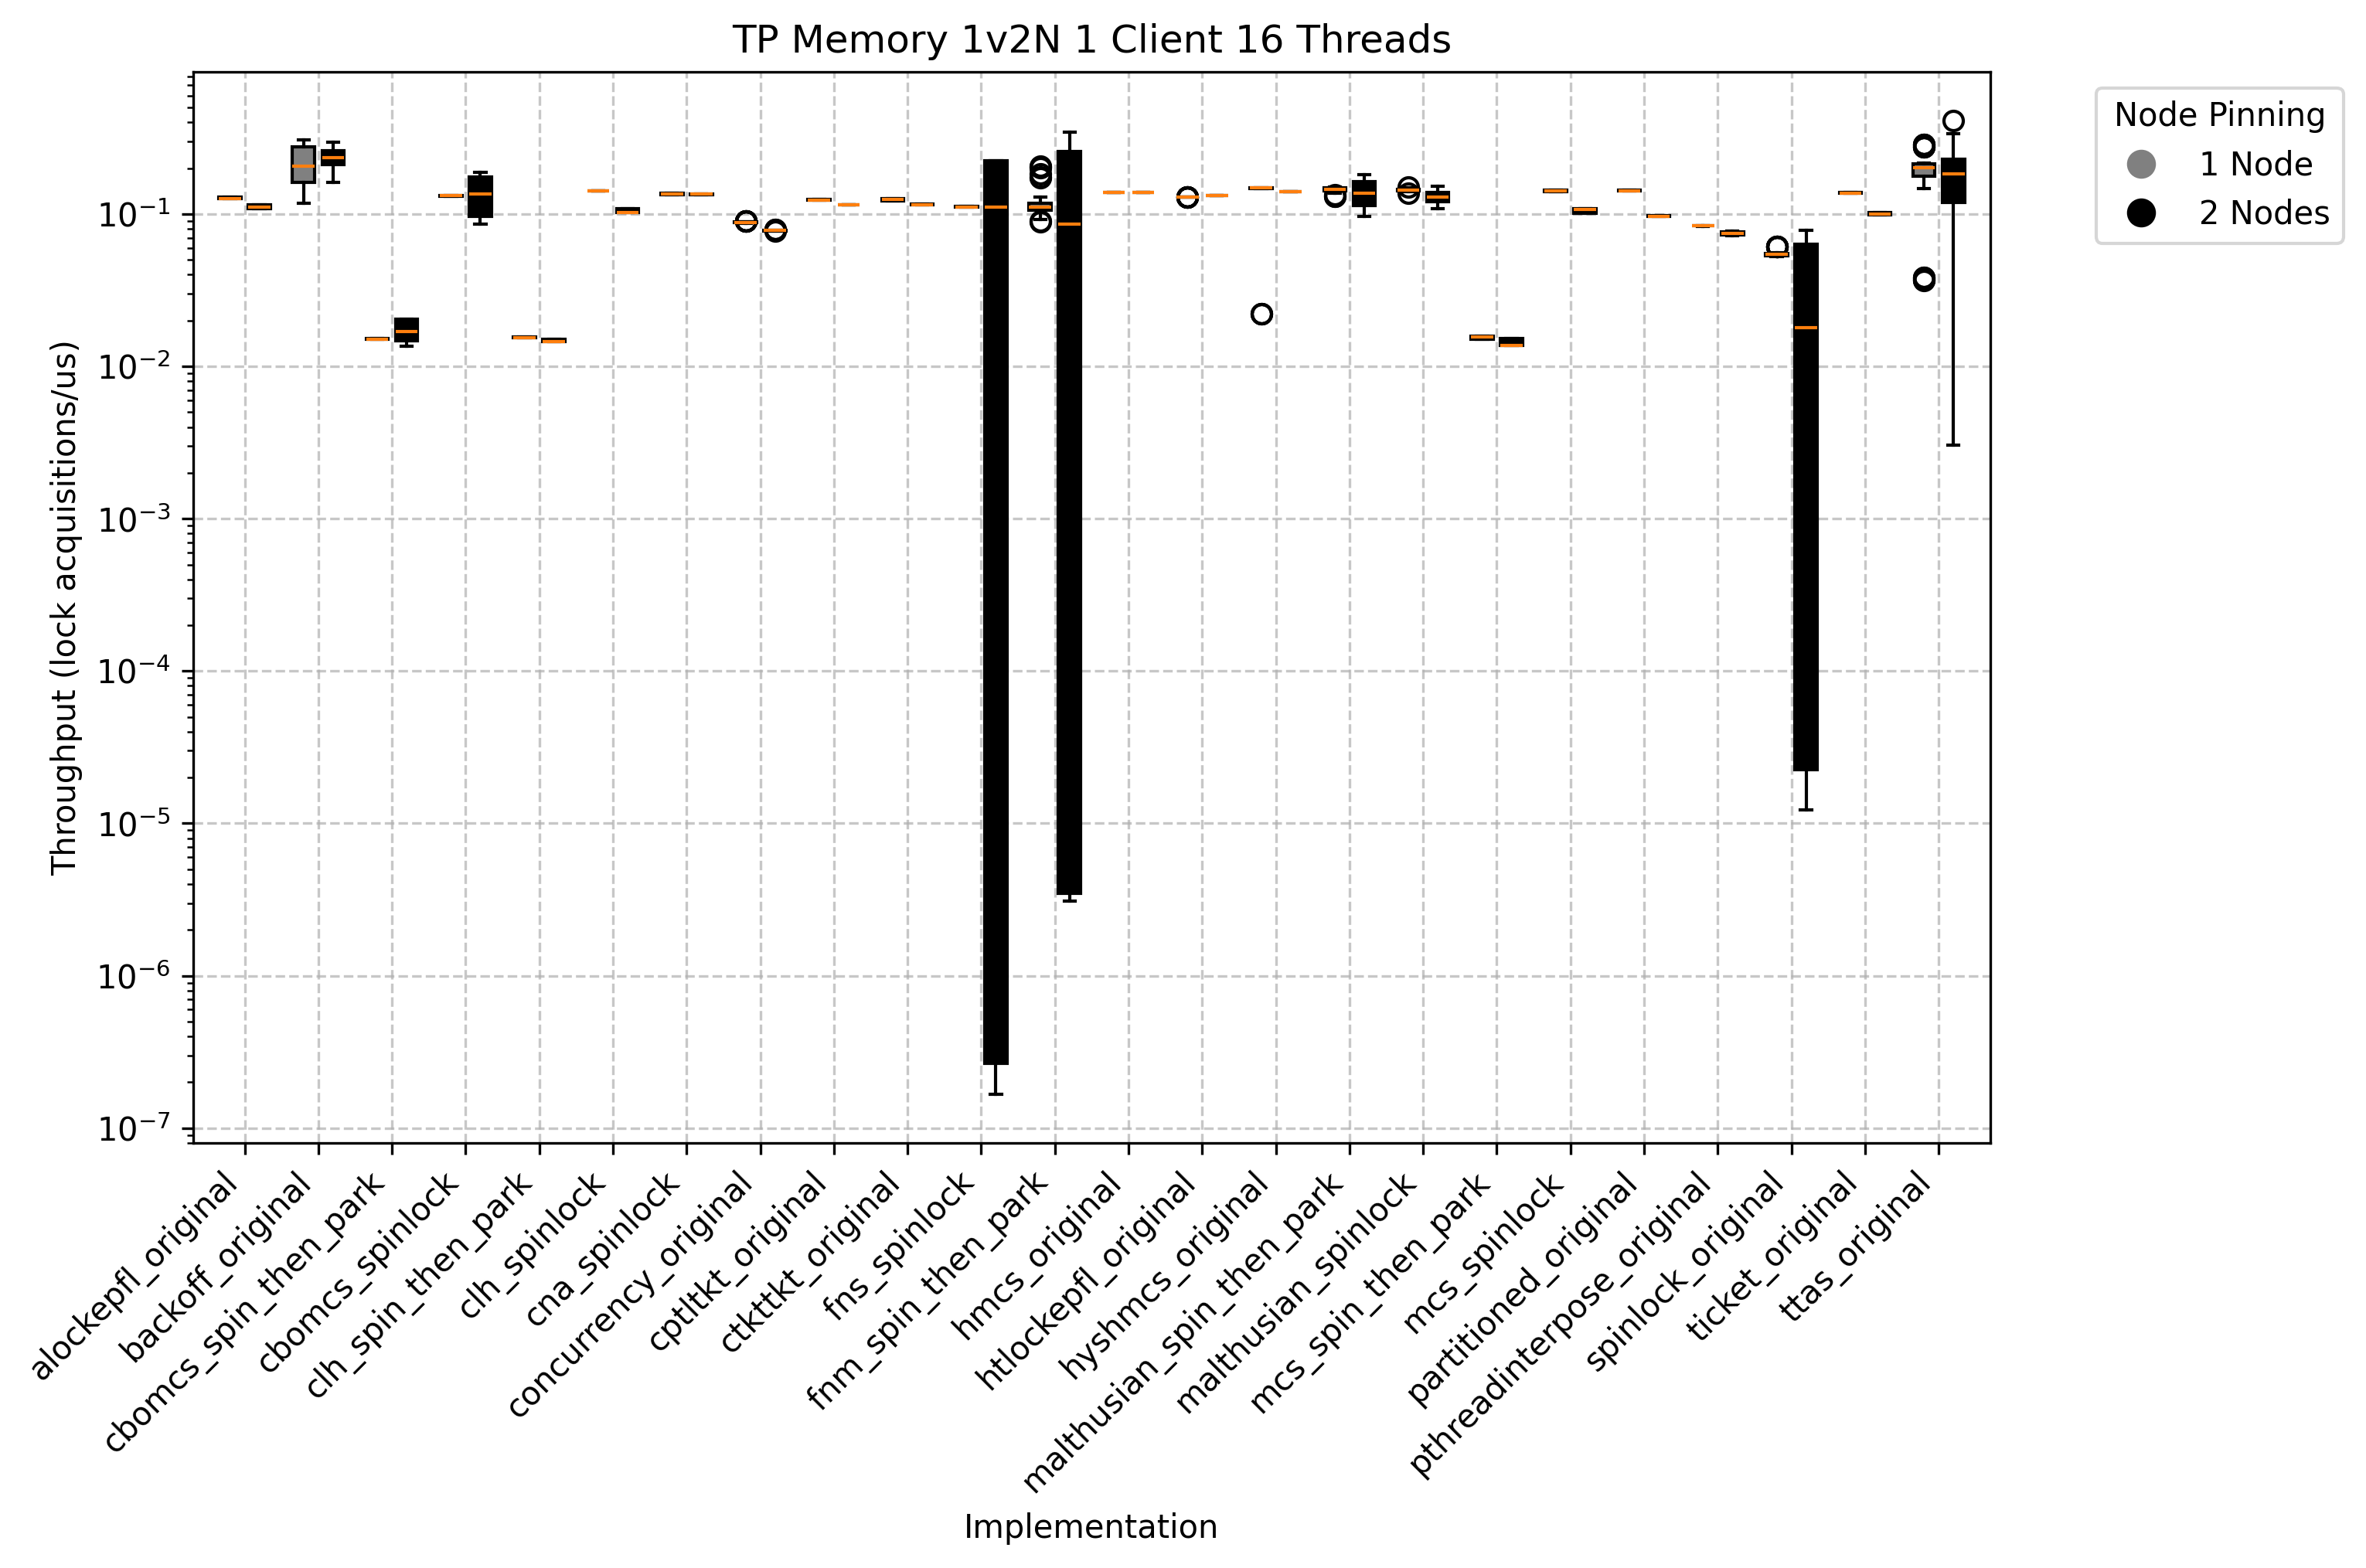 TP Memory 1v2N 1 Client 16 Threads
Throughput (lock acquisitions/us)
10⁻¹
10⁻²
10⁻³
10⁻⁴
10⁻⁵
10⁻⁶
10⁻⁷
Node Pinning
1 Node
2 Nodes
alockepfl_original
backoff_original
cbomcs_spin_then_park
cbomcs_spinlock
clh_spin_then_park
clh_spinlock
cna_spinlock
concurrency_original
cptltkt_original
ctkttkt_original
fns_spinlock
fnm_spin_then_park
hmcs_original
htlockepfl_original
hyshmcs_original
malthusian_spin_then_park
malthusian_spinlock
mcs_spin_then_park
mcs_spinlock
partitioned_original
pthreadinterpose_original
spinlock_original
ticket_original
ttas_original
Implementation